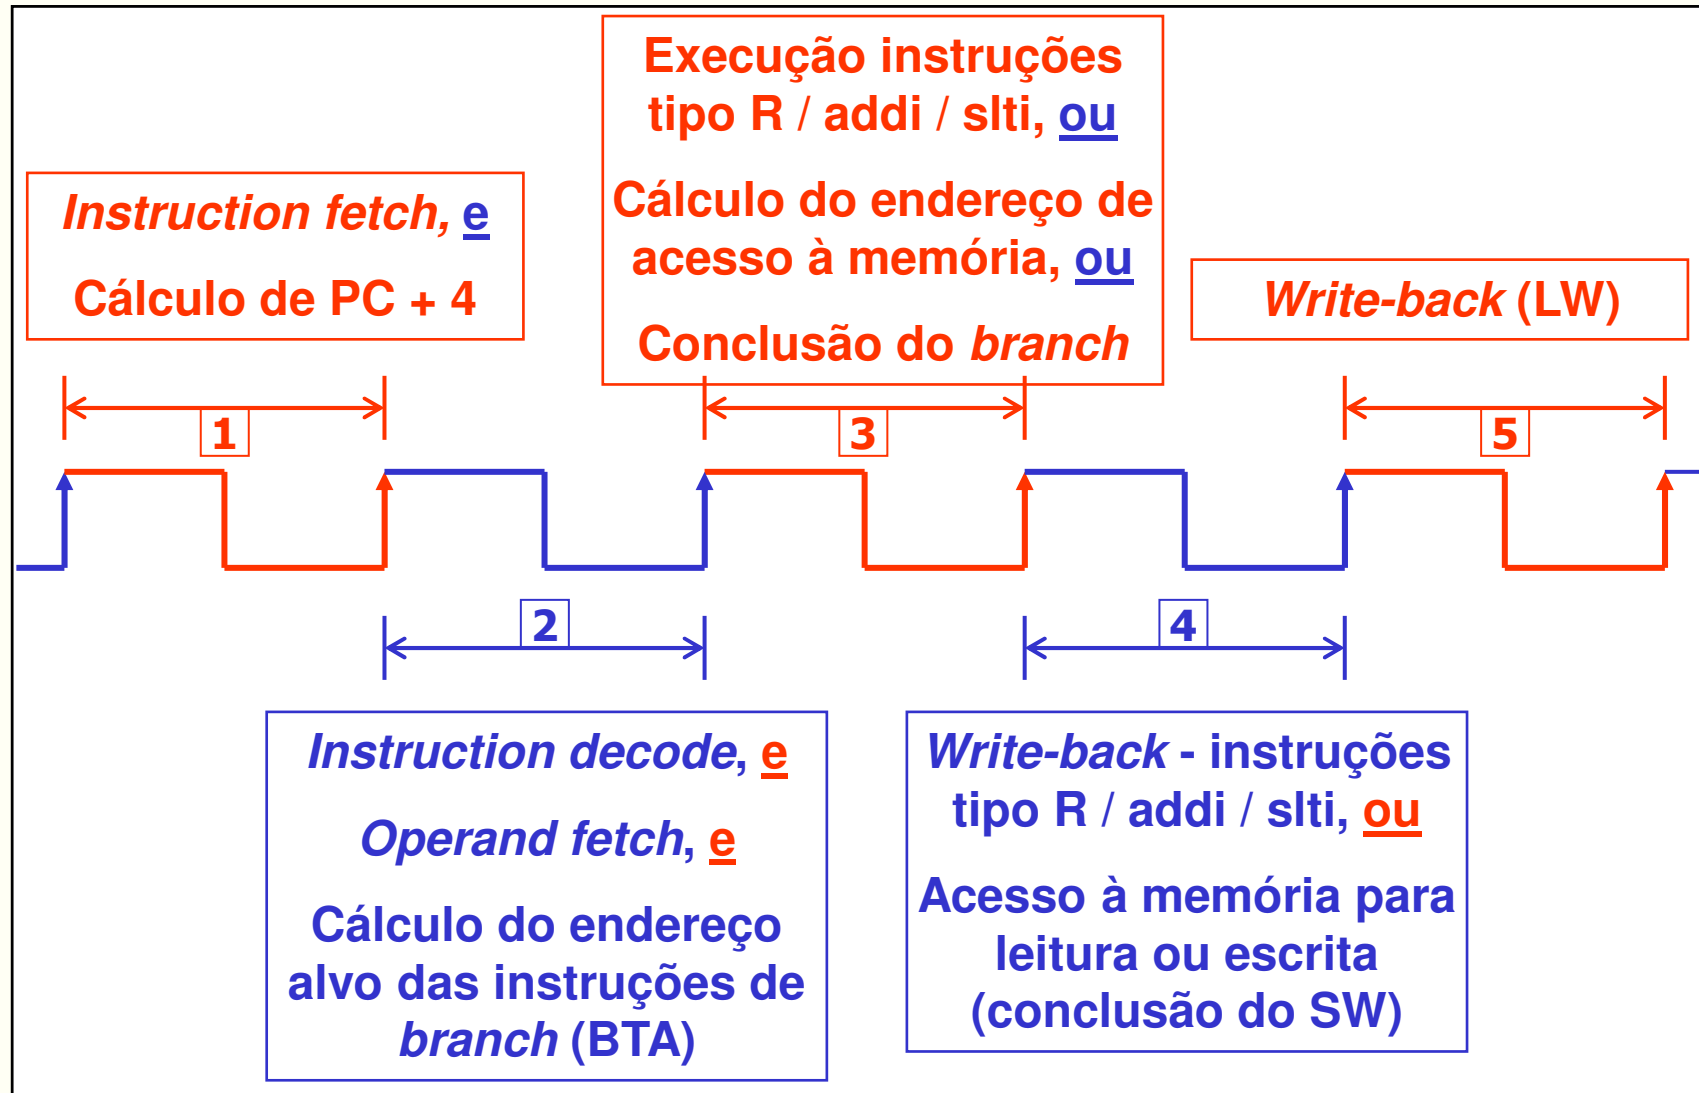 Instruction fetch, e
Cálculo de PC + 4
1
Instruction decode, e
Operand fetch, e
Cálculo do endereço
alvo das instruções de
branch (BTA)
2
Execução instruções
tipo R / addi / slti, ou
Cálculo do endereço de
acesso à memória, ou
Conclusão do branch
3
Write-back - instruções
tipo R / addi / slti, ou
Acesso à memória para
leitura ou escrita
(conclusão do SW)
4
Write-back (LW)
5